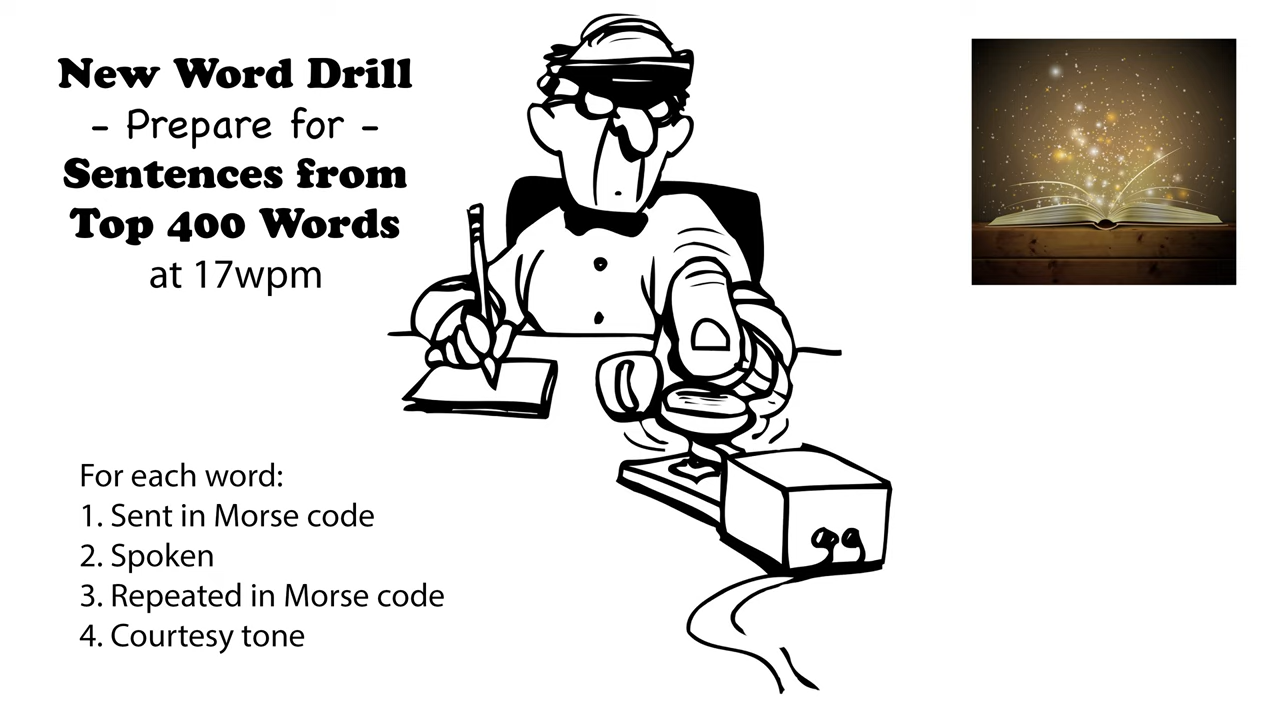 New Word Drill
- Prepare for -
Sentences from
Top 400 Words
at 17wpm
For each word:
1. Sent in Morse code
2. Spoken
3. Repeated in Morse code
4. Courtesy tone